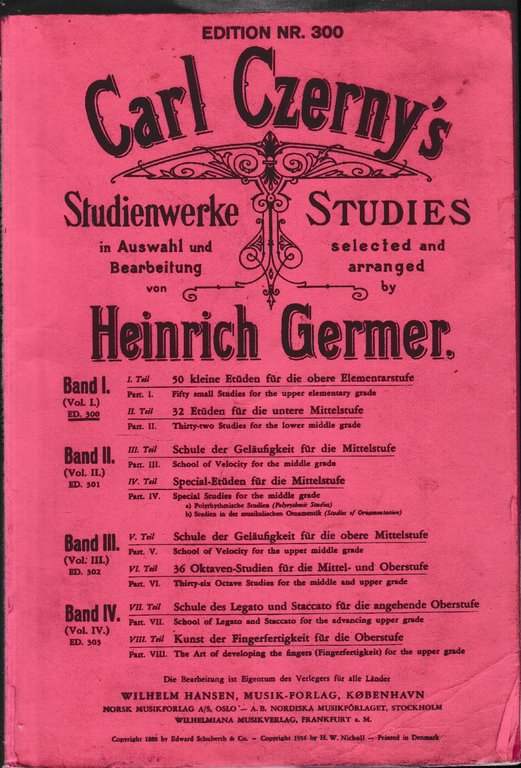 EDITION NR. 300
Carl Czerny's
Studienwerke
in Auswahl und
Bearbeitung
von
STUDIES
selected and
arranged
by
Heinrich Germer.
Band I.
(Vol. I.)
ED. 300
I. Teil 50 kleine Etüden für die obere Elementarstufe
Part. I. Fifty small Studies for the upper elementary grade
II. Teil 32 Etüden für die untere Mittelstufe
Part. II. Thirty-two Studies for the lower middle grade
Band II.
(Vol. II.)
ED. 301
III. Teil Schule der Geläufigkeit für die Mittelstufe
Part. III. School of Velocity for the middle grade
IV. Teil Special-Etüden für die Mittelstufe
Part. IV. Special Studies for the middle grade
a) Polyrhythmische Studien (Polyrythmic Studies)
b) Studien in der musikalischen Ornamentik (Studies of Ornamentation)
Band III.
(Vol. III.)
ED. 302
V. Teil Schule der Geläufigkeit für die obere Mittelstufe
Part. V. School of Velocity for the upper middle grade
VI. Teil 36 Oktaven-Studien für die Mittel- und Oberstufe
Part. VI. Thirty-six Octave Studies for the middle and upper grade
Band IV.
(Vol. IV.)
ED. 303
VII. Teil Schule des Legato und Staccato für die angehende Oberstufe
Part. VII. School of Legato and Staccato for the advancing upper grade
VIII. Teil Kunst der Fingerfertigkeit für die Oberstufe
Part. VIII. The Art of developing the fingers (Fingerfertigkeit) for the upper grade
Die Bearbeitung ist Eigentum des Verlegers für alle Länder
WILHELM HANSEN, MUSIK-FORLAG, KØBENHAVN
NORSK MUSIKFORLAG A/S, OSLO — A. B. NORDISKA MUSIKFÖRLAGET, STOCKHOLM
WILHELMIANA MUSIKVERLAG, FRANKFURT a. M.
Copyright 1888 by Edward Schuberth & Co. – Copyright 1916 by H. W. Nicholl — Printed in Denmark